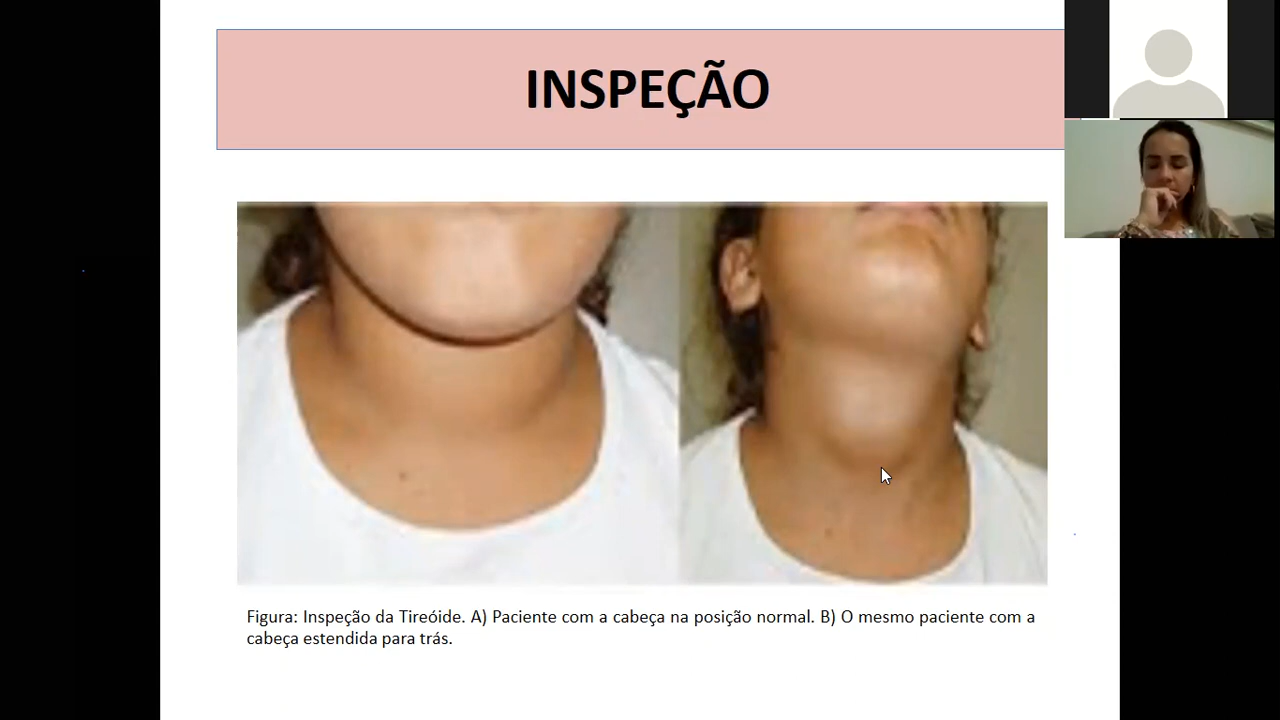 INSPEÇÃO
Figura: Inspeção da Tireóide. A) Paciente com a cabeça na posição normal. B) O mesmo paciente com a
cabeça estendida para trás.